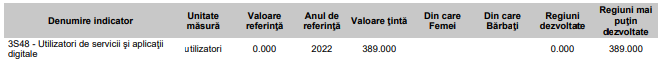 Denumire indicator Unitate măsură Valoare referință Anul de referință Valoare țintă Din care Femei Din care Bărbați Regiuni dezvoltate Regiuni mai puțin dezvoltate
3S48 - Utilizatori de servicii și aplicații digitale utilizatori 0.000 2022 389.000 0.000 389.000